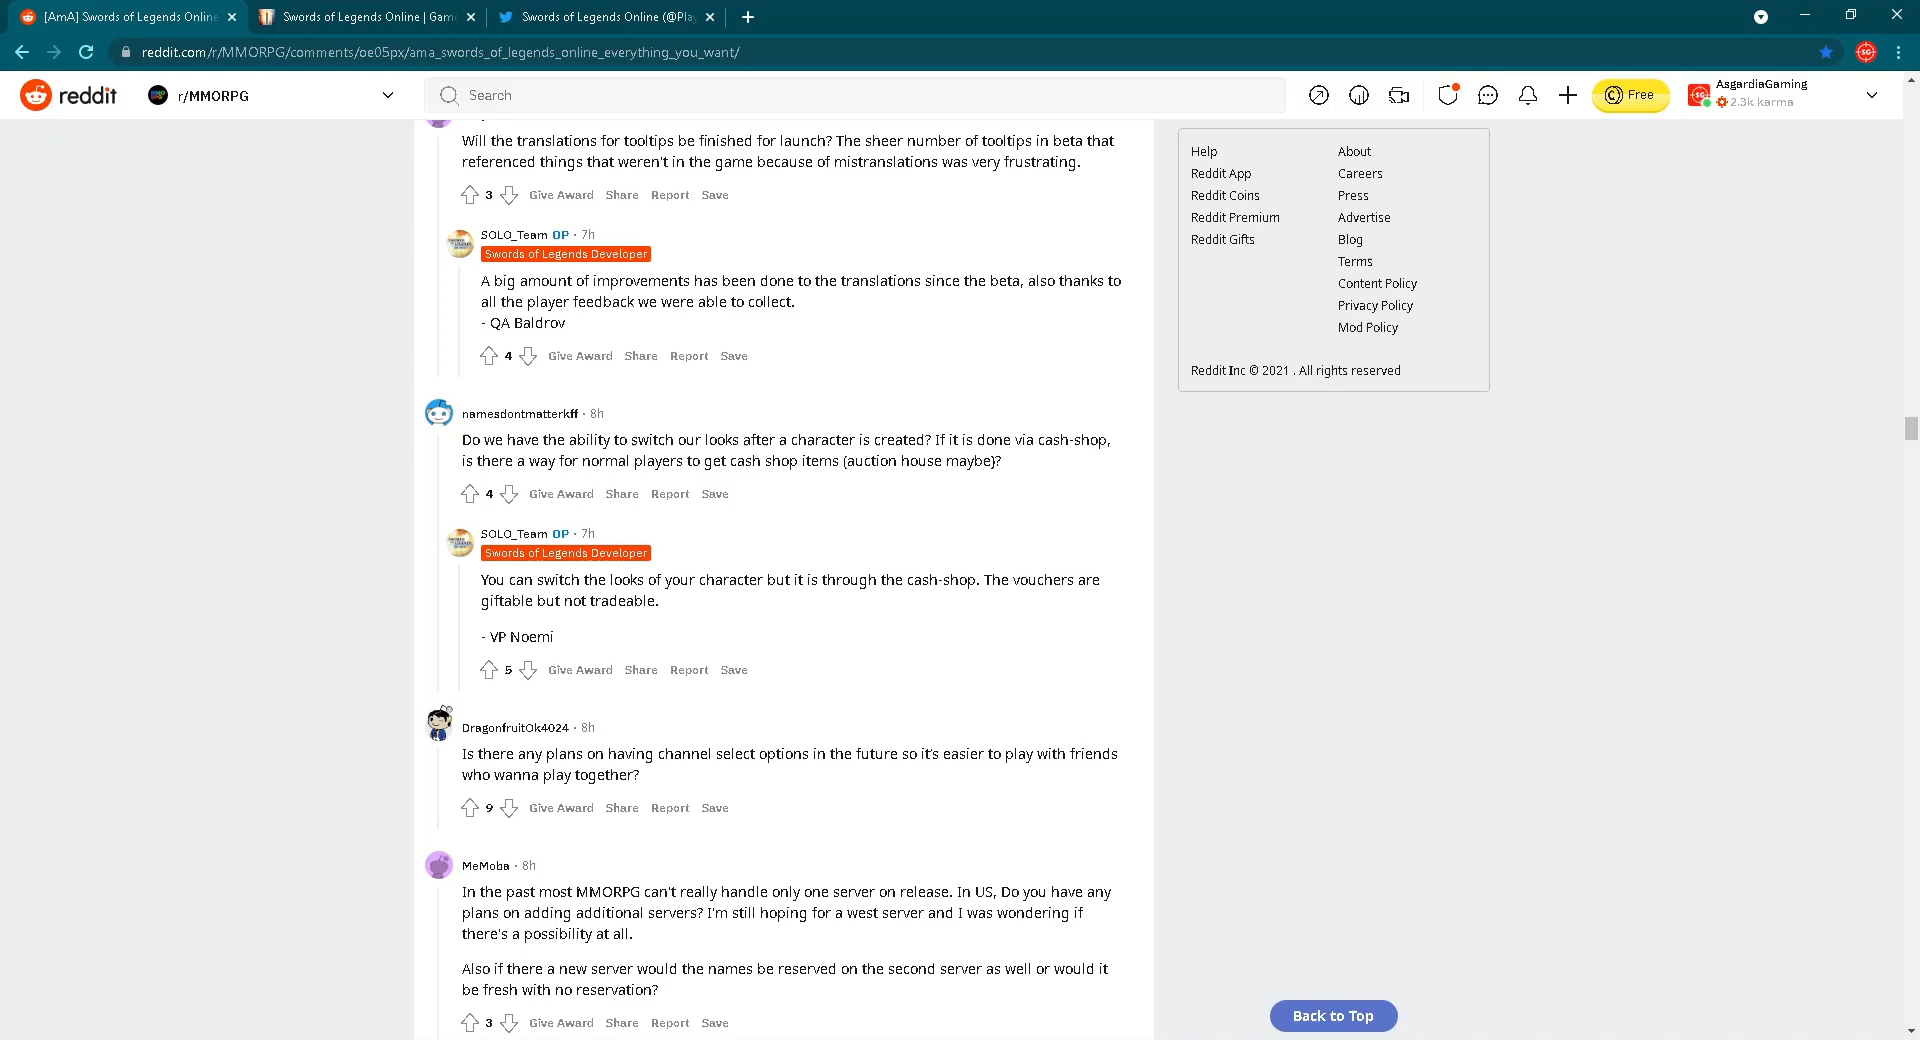 [AmA] Swords of Legends Online
Swords of Legends Online | Gam
Swords of Legends Online (@Pla
reddit.com/r/MMORPG/comments/oe05px/ama_swords_of_legends_online_everything_you_want/
reddit
r/MMORPG
Search
Free
AsgardiaGaming
2.3k karma
Will the translations for tooltips be finished for launch? The sheer number of tooltips in beta that
referenced things that weren't in the game because of mistranslations was very frustrating.
3 Give Award Share Report Save
SOLO_Team OP · 7h
Swords of Legends Developer
A big amount of improvements has been done to the translations since the beta, also thanks to
all the player feedback we were able to collect.
- QA Baldrov
4 Give Award Share Report Save
namesdontmatterkff · 8h
Do we have the ability to switch our looks after a character is created? If it is done via cash-shop,
is there a way for normal players to get cash shop items (auction house maybe)?
4 Give Award Share Report Save
SOLO_Team OP · 7h
Swords of Legends Developer
You can switch the looks of your character but it is through the cash-shop. The vouchers are
giftable but not tradeable.
- VP Noemi
5 Give Award Share Report Save
DragonfruitOk4024 · 8h
Is there any plans on having channel select options in the future so it's easier to play with friends
who wanna play together?
9 Give Award Share Report Save
MeMoba · 8h
In the past most MMORPG can't really handle only one server on release. In US, Do you have any
plans on adding additional servers? I'm still hoping for a west server and I was wondering if
there's a possibility at all.
Also if there a new server would the names be reserved on the second server as well or would it
be fresh with no reservation?
3 Give Award Share Report Save
Help
Reddit App
Reddit Coins
Reddit Premium
Reddit Gifts
About
Careers
Press
Advertise
Blog
Terms
Content Policy
Privacy Policy
Mod Policy
Reddit Inc © 2021 . All rights reserved
Back to Top